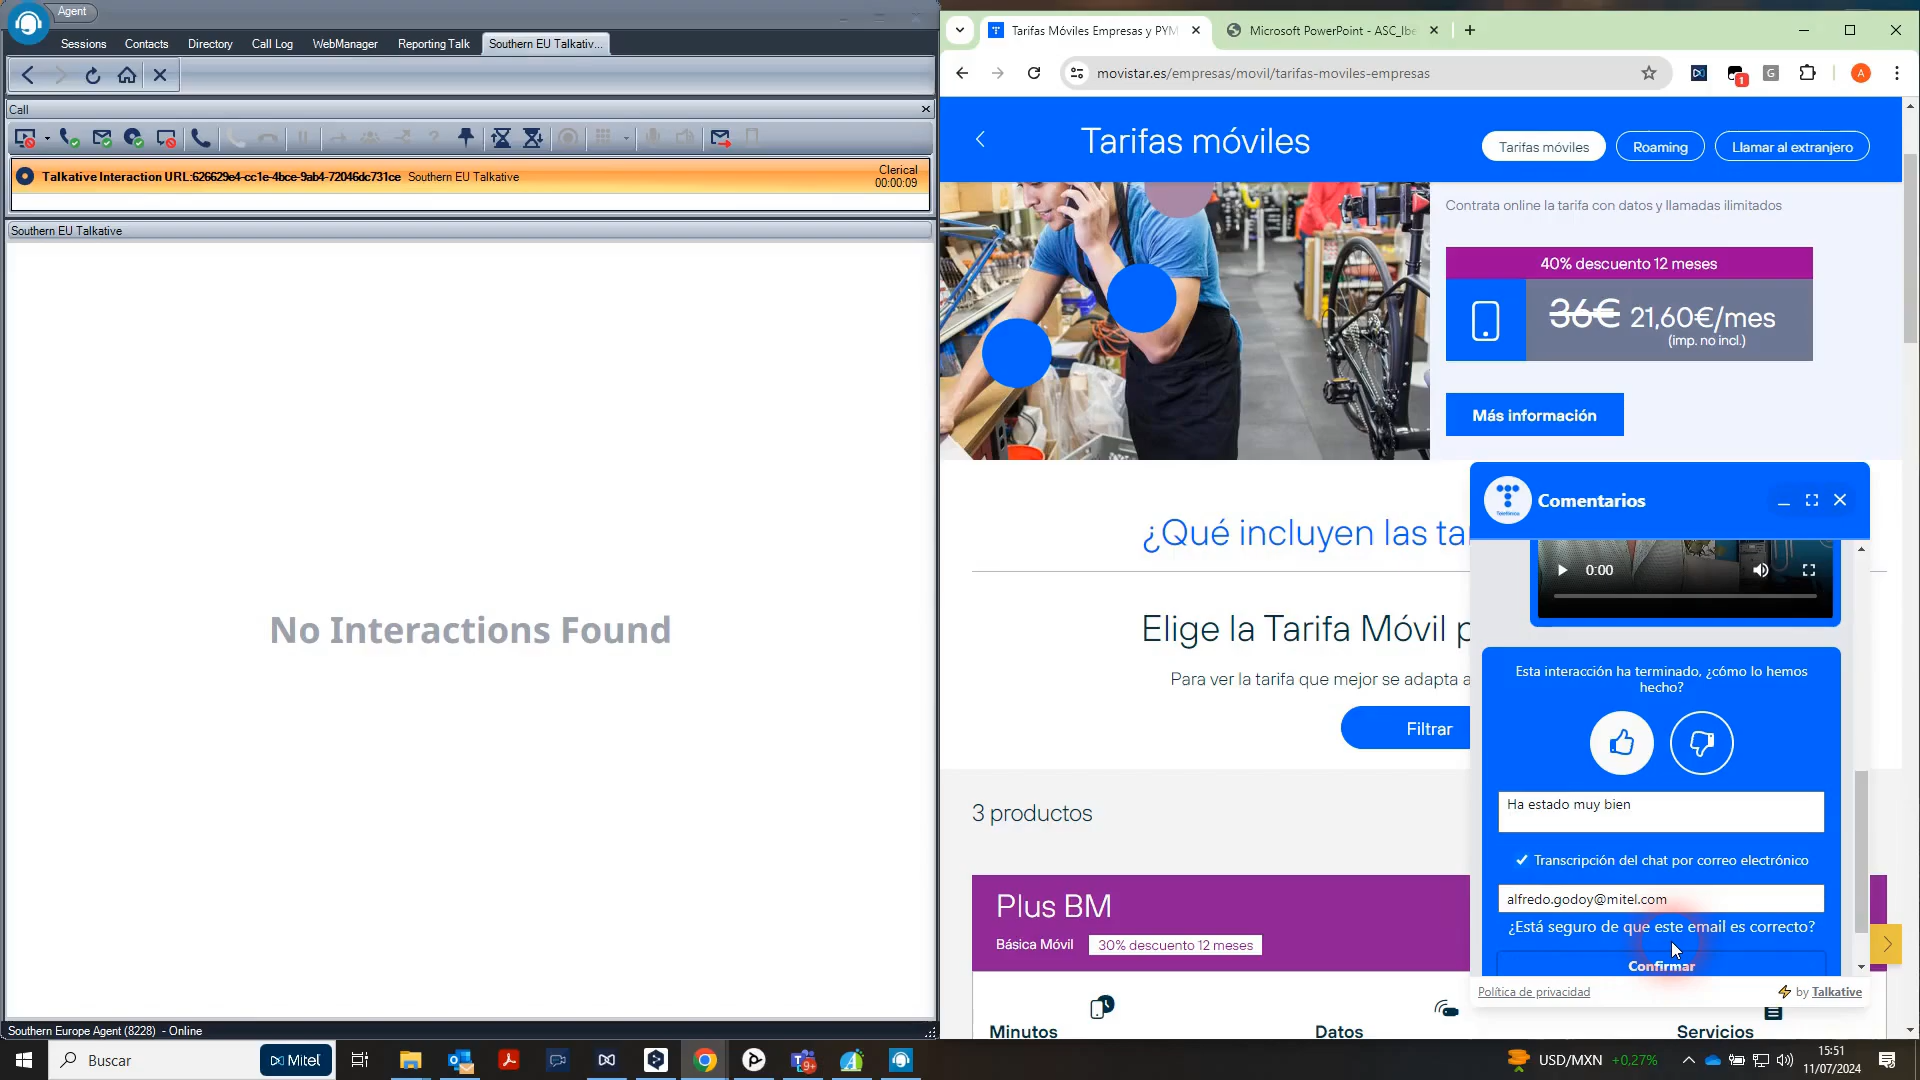 Agent
Sessions Contacts Directory Call Log WebManager Reporting Talk Southern EU Talkativ...
Call
Talkative Interaction URL:626629e4-cc1e-4bce-9ab4-72046dc731ce Southern EU Talkative
Clerical
00:00:09
Southern EU Talkative
No Interactions Found
Southern Europe Agent (8228) - Online
Tarifas Móviles Empresas y PYM
Microsoft PowerPoint - ASC_Ibe
movistar.es/empresas/movil/tarifas-moviles-empresas
1
G
A
Tarifas móviles
Tarifas móviles
Roaming
Llamar al extranjero
Contrata online la tarifa con datos y llamadas ilimitados
40% descuento 12 meses
36€ 21,60€/mes
(imp. no incl.)
Más información
¿Qué incluyen las ta
Elige la Tarifa Móvil p
Para ver la tarifa que mejor se adapta a
Filtrar
3 productos
Plus BM
Básica Móvil
30% descuento 12 meses
Minutos
Datos
Servicios
Telefónica
Comentarios
0:00
Esta interacción ha terminado, ¿cómo lo hemos
hecho?
Ha estado muy bien
Transcripción del chat por correo electrónico
alfredo.godoy@mitel.com
¿Está seguro de que este email es correcto?
Confirmar
Política de privacidad
by Talkative
Buscar
Mitel
9+
USD/MXN +0,27%
15:51
11/07/2024